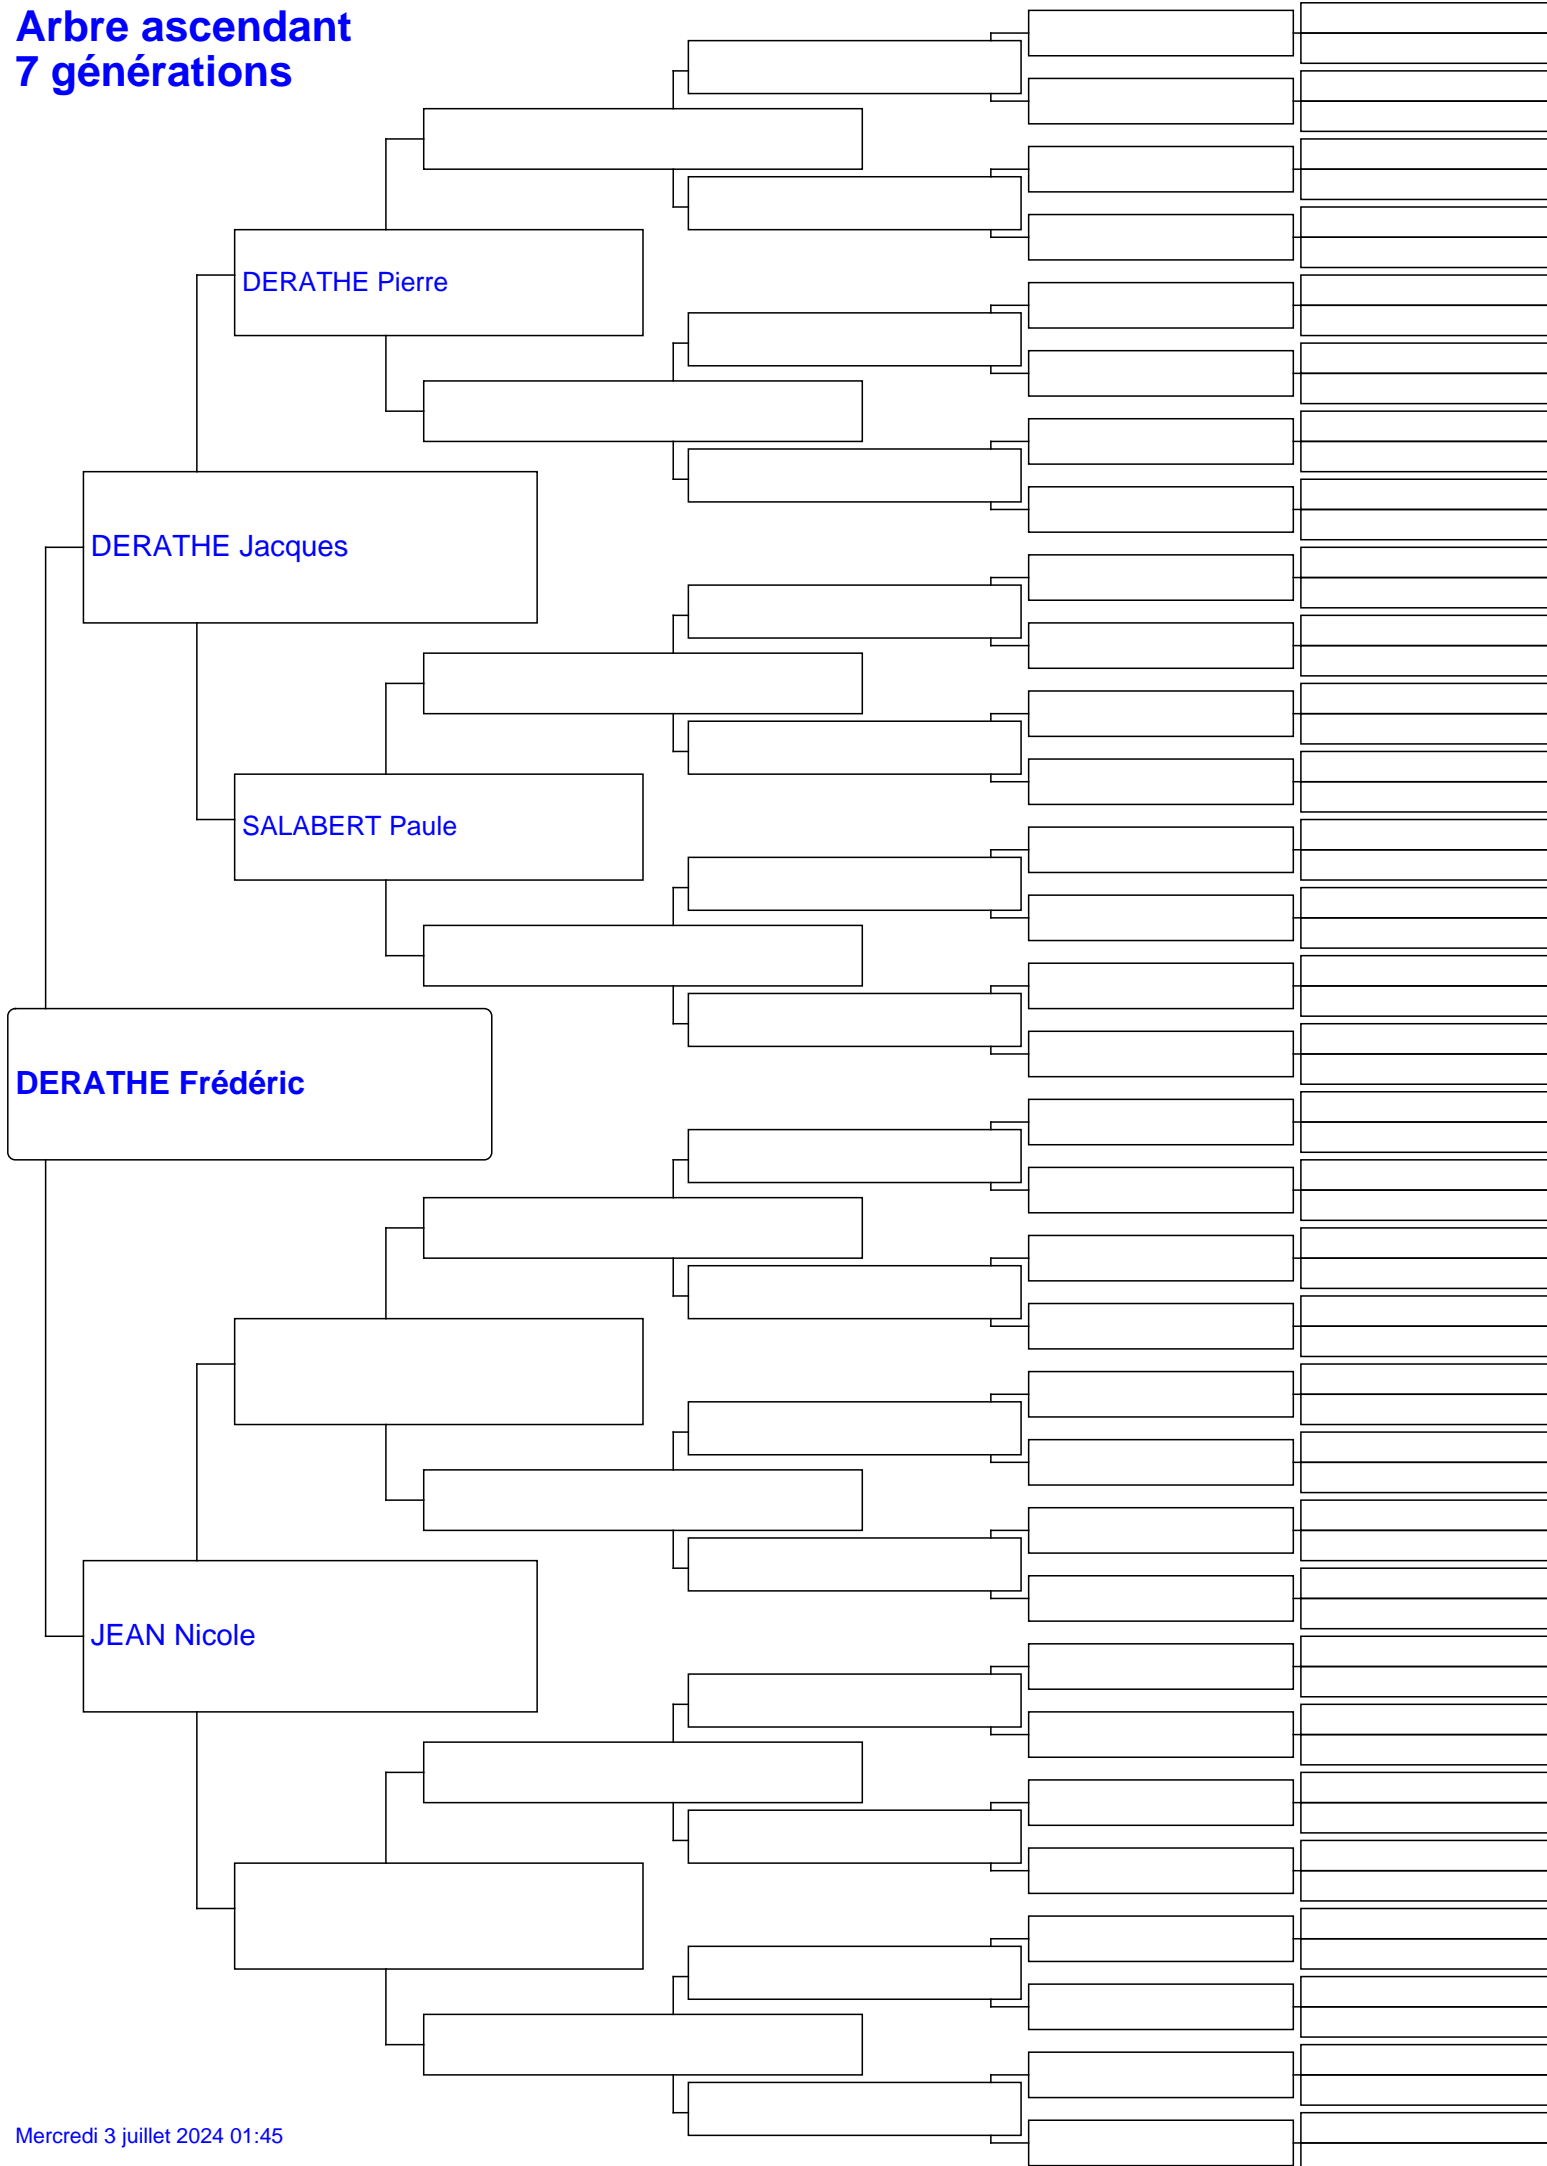 Arbre ascendant
7 générations
DERATHE Pierre
DERATHE Jacques
SALABERT Paule
DERATHE Frédéric
JEAN Nicole
Mercredi 3 juillet 2024 01:45